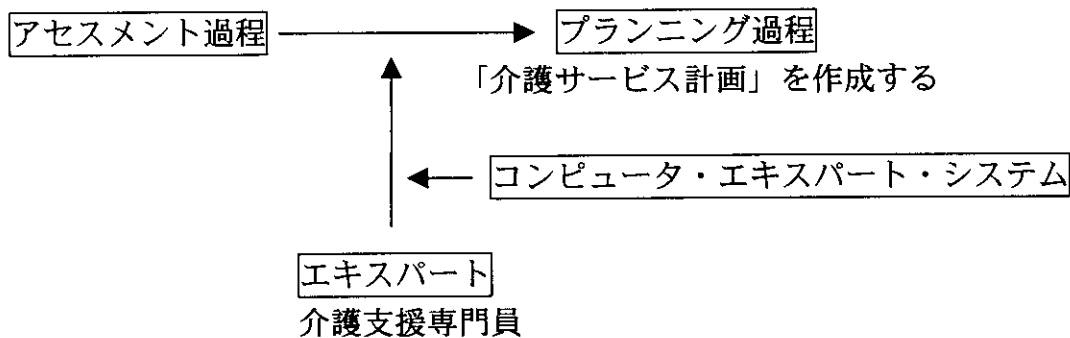 アセスメント過程
プランニング過程
「介護サービス計画」を作成する
コンピュータ・エキスパート・システム
エキスパート
介護支援専門員